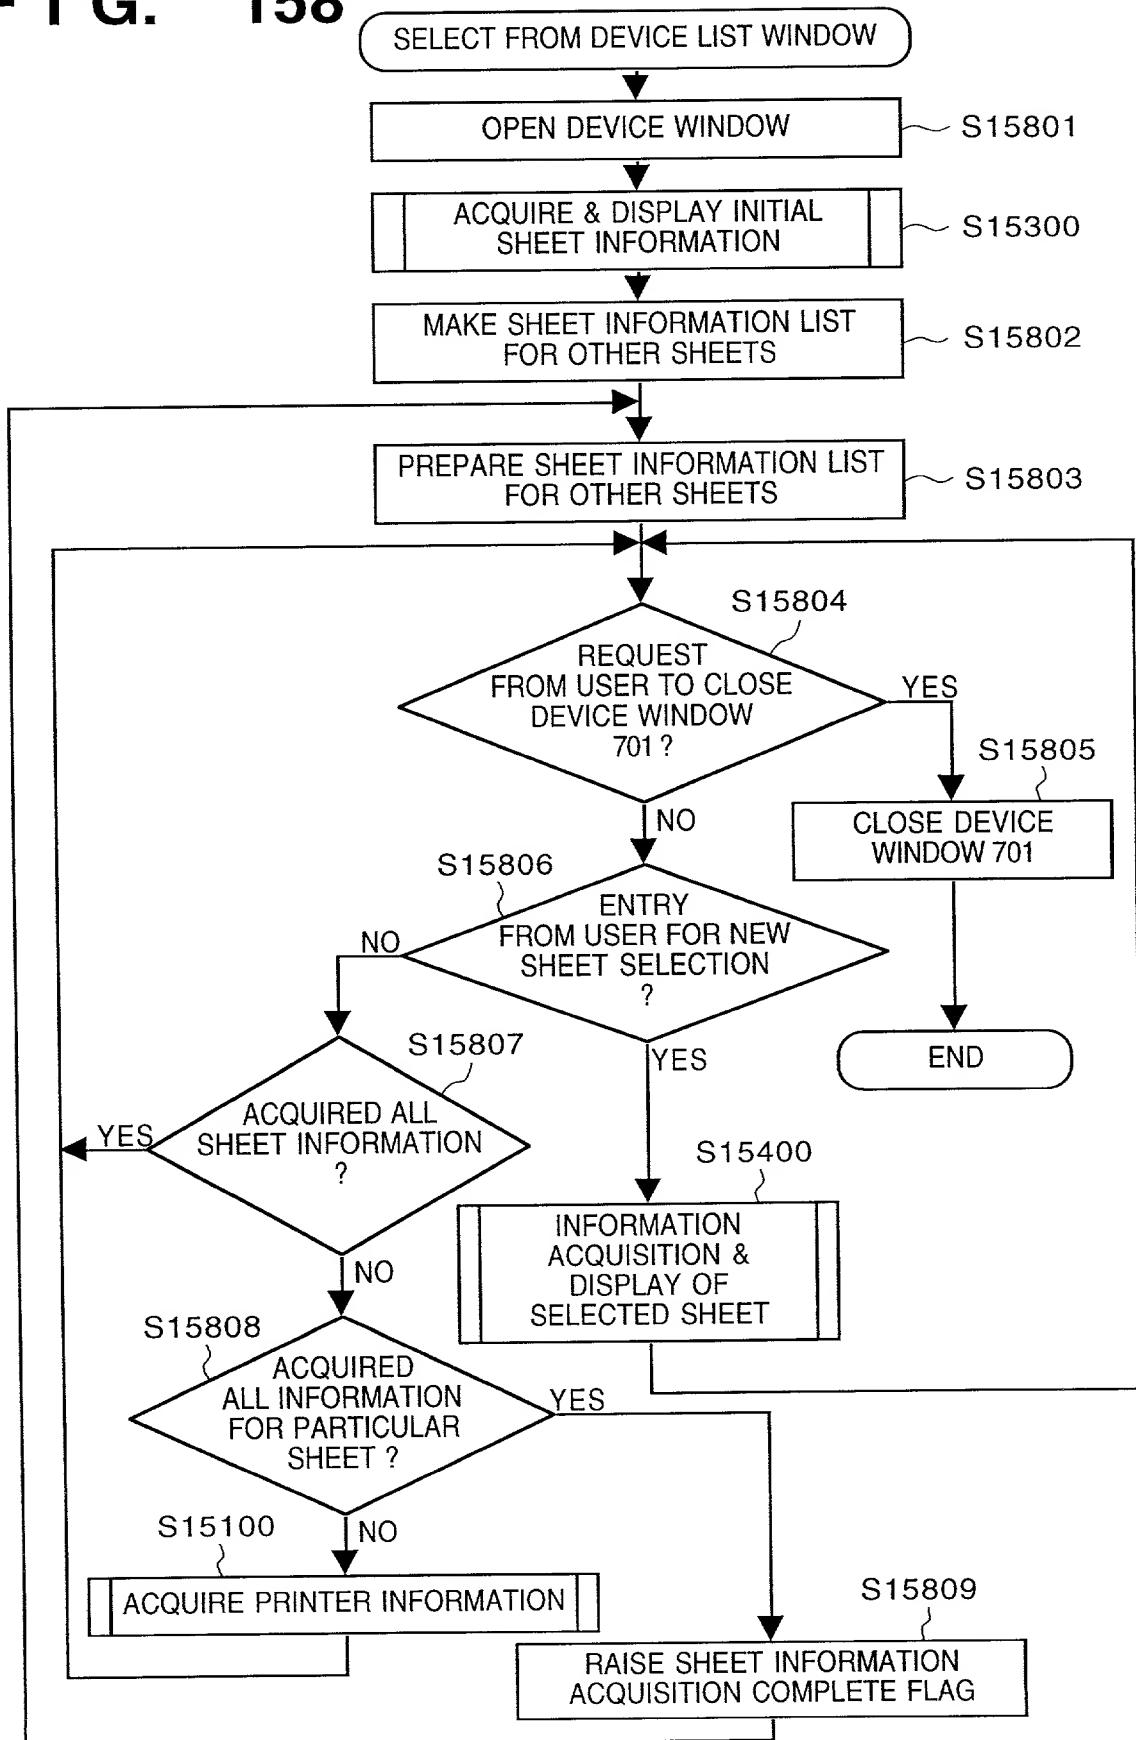 FIG. 158
SELECT FROM DEVICE LIST WINDOW
OPEN DEVICE WINDOW
S15801
ACQUIRE & DISPLAY INITIAL
SHEET INFORMATION
S15300
MAKE SHEET INFORMATION LIST
FOR OTHER SHEETS
S15802
PREPARE SHEET INFORMATION LIST
FOR OTHER SHEETS
S15803
S15804
REQUEST
FROM USER TO CLOSE
DEVICE WINDOW
701 ?
YES
NO
S15805
CLOSE DEVICE
WINDOW 701
END
S15806
ENTRY
FROM USER FOR NEW
SHEET SELECTION
?
NO
YES
S15807
ACQUIRED ALL
SHEET INFORMATION
?
YES
NO
S15400
INFORMATION
ACQUISITION &
DISPLAY OF
SELECTED SHEET
S15808
ACQUIRED
ALL INFORMATION
FOR PARTICULAR
SHEET ?
YES
NO
S15100
ACQUIRE PRINTER INFORMATION
S15809
RAISE SHEET INFORMATION
ACQUISITION COMPLETE FLAG